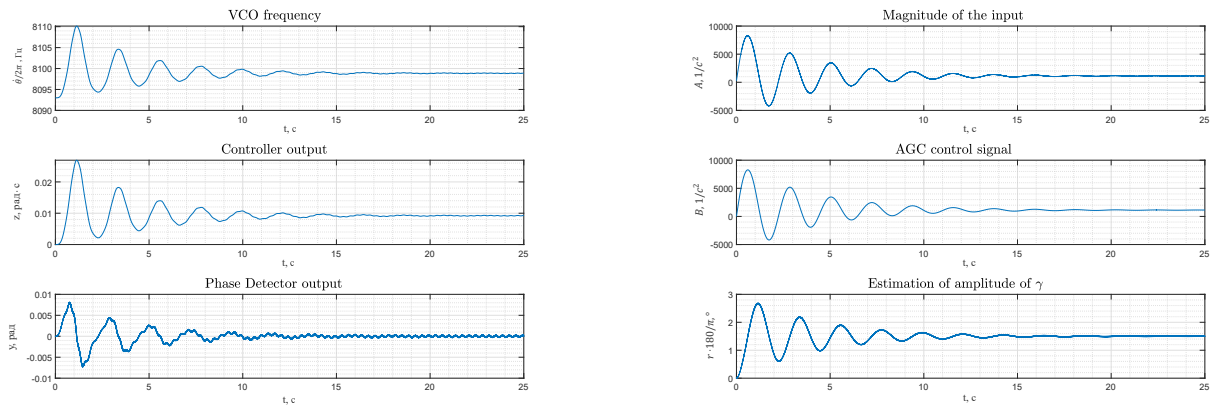 VCO frequency
8110
8105
8100
8095
8090
θ̇/2π , Гц
0 5 10 15 20 25
t, с
Controller output
0.02
0.01
0
z, рад·с
0 5 10 15 20 25
t, с
Phase Detector output
0.01
0.005
0
-0.005
-0.01
y, рад
0 5 10 15 20 25
t, с
Magnitude of the input
10000
5000
0
-5000
A, 1/c²
0 5 10 15 20 25
t, с
AGC control signal
10000
5000
0
-5000
B, 1/c²
0 5 10 15 20 25
t, с
Estimation of amplitude of γ
3
2
1
0
r·180/π,°
0 5 10 15 20 25
t, с